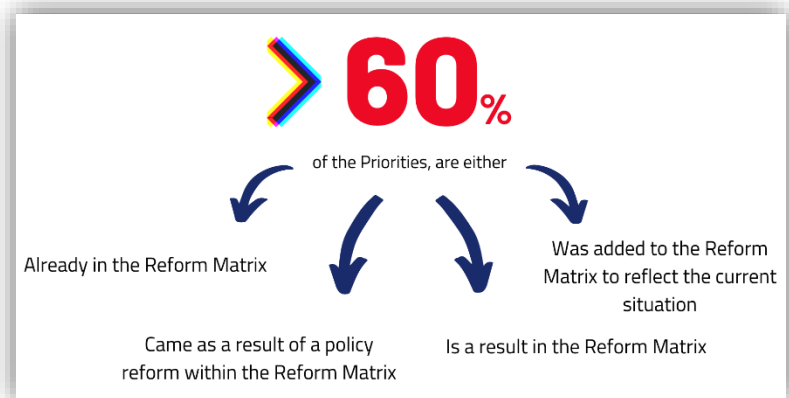 > 60%
of the Priorities, are either
Already in the Reform Matrix
Came as a result of a policy
reform within the Reform Matrix
Is a result in the Reform Matrix
Was added to the Reform
Matrix to reflect the current
situation